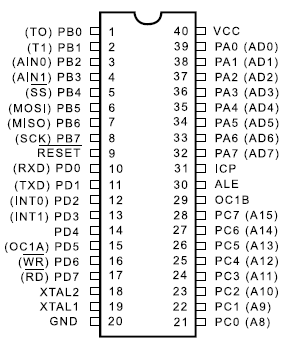 (TO) PB0 1 40 VCC
(T1) PB1 2 39 PA0 (AD0)
(AIN0) PB2 3 38 PA1 (AD1)
(AIN1) PB3 4 37 PA2 (AD2)
(SS) PB4 5 36 PA3 (AD3)
(MOSI) PB5 6 35 PA4 (AD4)
(MISO) PB6 7 34 PA5 (AD5)
(SCK) PB7 8 33 PA6 (AD6)
RESET 9 32 PA7 (AD7)
(RXD) PD0 10 31 ICP
(TXD) PD1 11 30 ALE
(INT0) PD2 12 29 OC1B
(INT1) PD3 13 28 PC7 (A15)
PD4 14 27 PC6 (A14)
(OC1A) PD5 15 26 PC5 (A13)
(WR) PD6 16 25 PC4 (A12)
(RD) PD7 17 24 PC3 (A11)
XTAL2 18 23 PC2 (A10)
XTAL1 19 22 PC1 (A9)
GND 20 21 PC0 (A8)